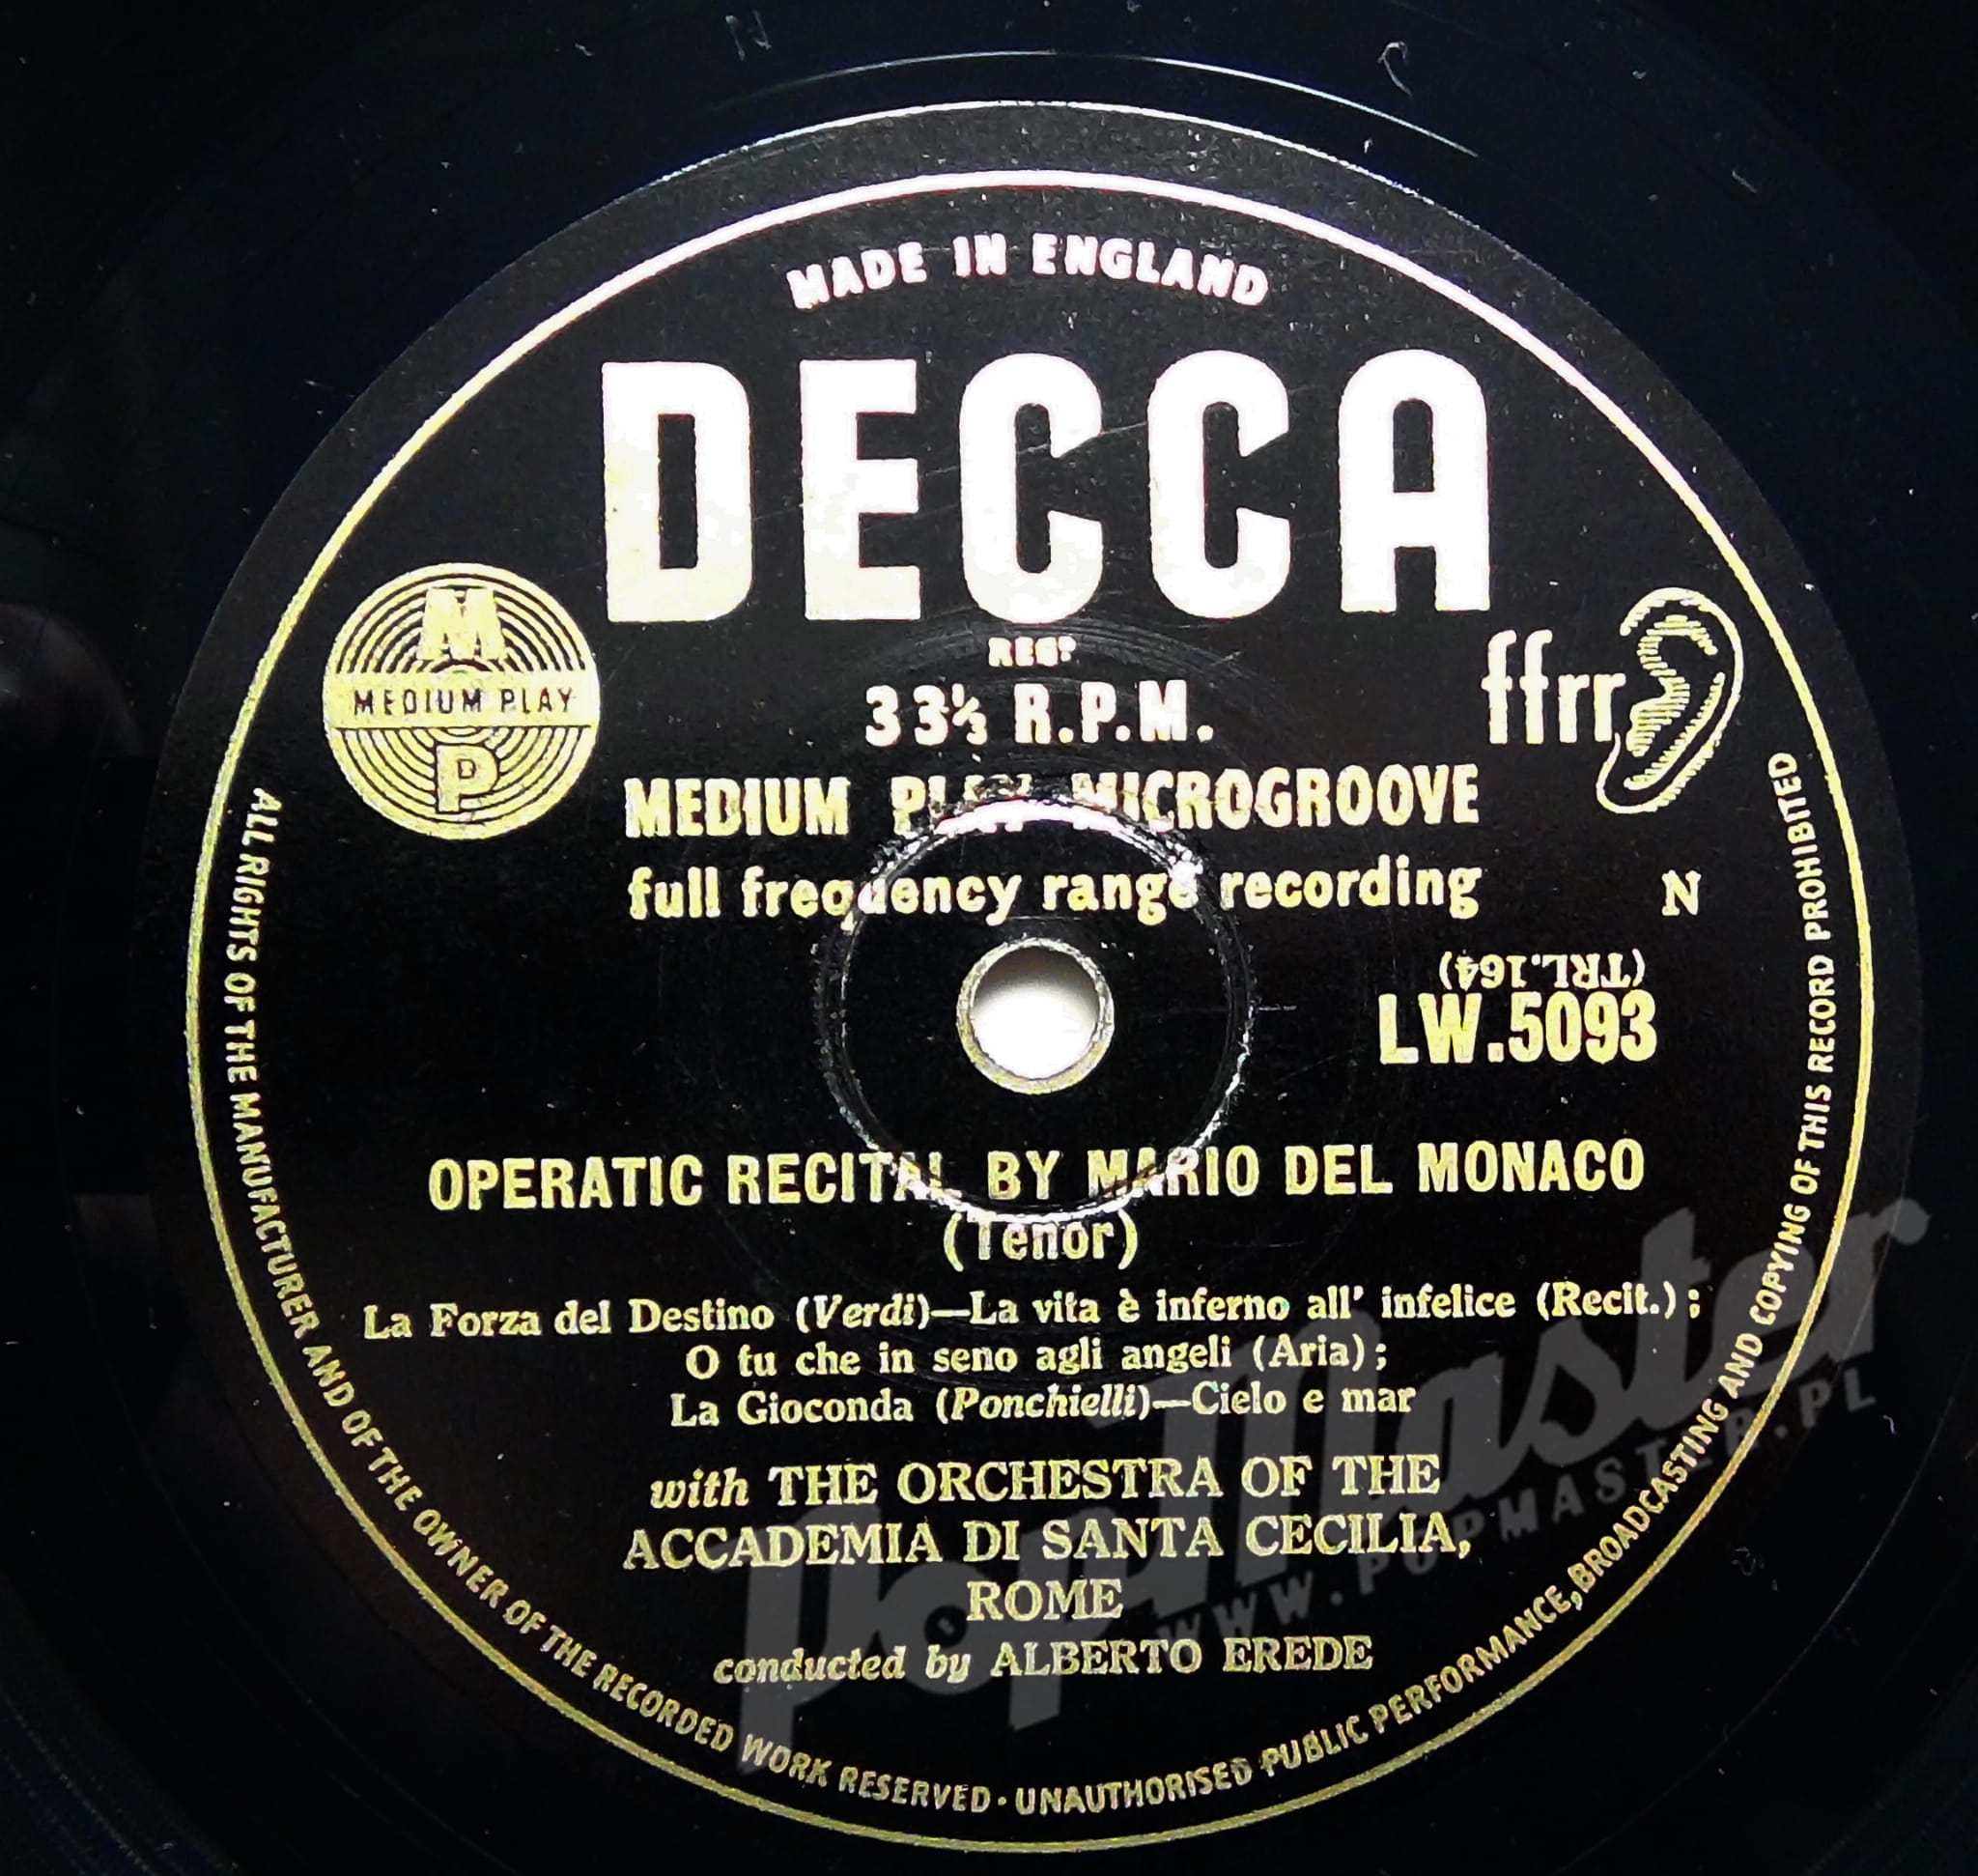 MADE IN ENGLAND
DECCA
REGD
33⅓ R.P.M.
M
MEDIUM PLAY
P
ffrr
MEDIUM PLAY MICROGROOVE
full frequency range recording
N
(TRL.164)
LW.5093
OPERATIC RECITAL BY MARIO DEL MONACO
(Tenor)
La Forza del Destino (Verdi)—La vita è inferno all' infelice (Recit.) ;
O tu che in seno agli angeli (Aria) ;
La Gioconda (Ponchielli)—Cielo e mar
with THE ORCHESTRA OF THE
ACCADEMIA DI SANTA CECILIA,
ROME
conducted by ALBERTO EREDE
ALL RIGHTS OF THE MANUFACTURER AND OF THE OWNER OF THE RECORDED WORK RESERVED · UNAUTHORISED PUBLIC PERFORMANCE, BROADCASTING AND COPYING OF THIS RECORD PROHIBITED
PopMaster
WWW.POPMASTER.PL